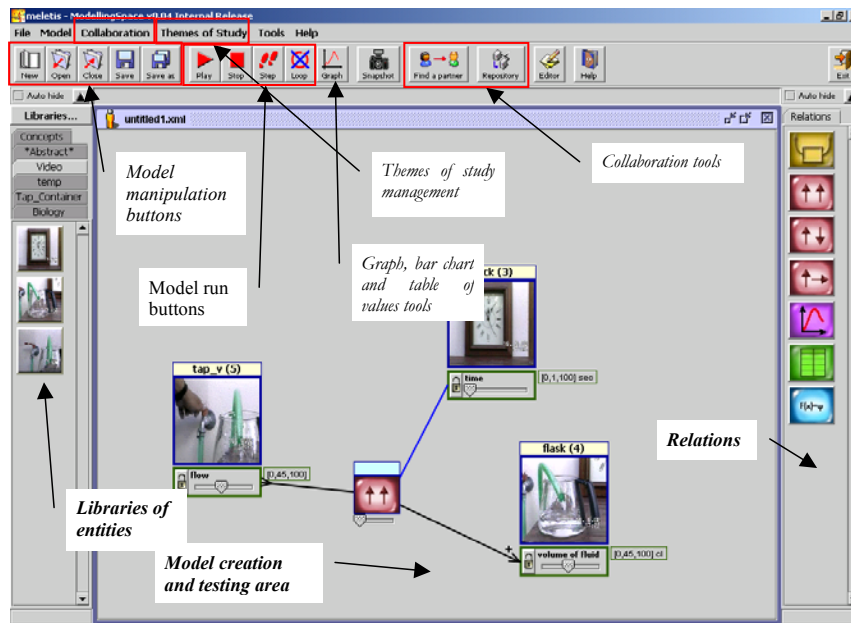 meletis - ModellingSpace v0.04 Internal Release
File Model Collaboration Themes of Study Tools Help
New Open Close Save Save as Play Stop Step Loop Graph Snapshot Find a partner Repository Editor Help Exit
Auto hide
Auto hide
Libraries...
untitled1.xml
Relations
Concepts
*Abstract*
Video
temp
Tap_Container
Biology
Model
manipulation
buttons
Themes of study
management
Collaboration tools
Model run
buttons
Graph, bar chart
and table of
values tools
ck (3)
time
[0,1,100] sec
tap_v (5)
flow
[0,45,100]
F(x)=y
Relations
flask (4)
volume of fluid
[0,45,100] cl
Libraries of
entities
Model creation
and testing area